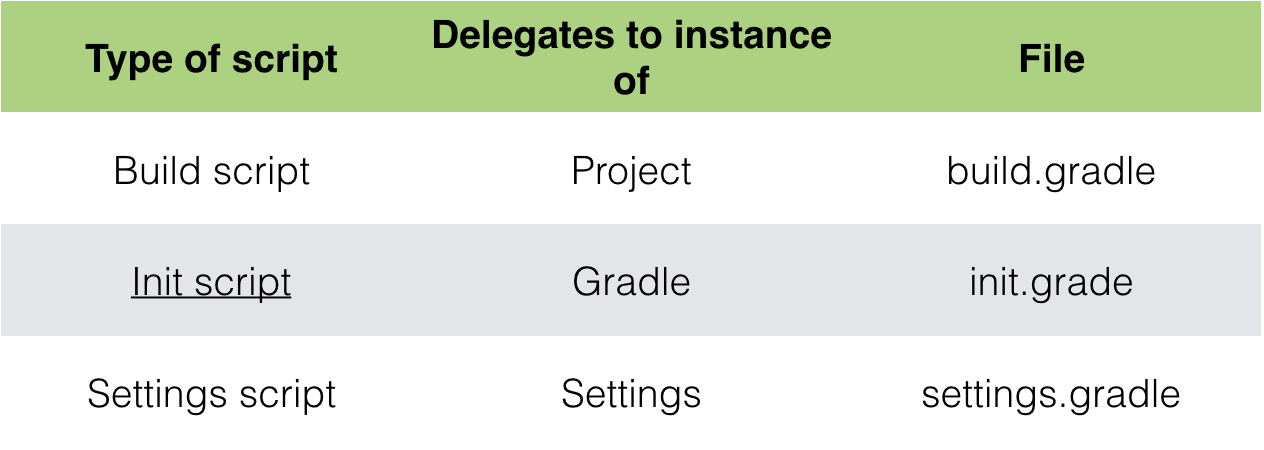 Type of script Delegates to instance of File
Build script Project build.gradle
Init script Gradle init.grade
Settings script Settings settings.gradle